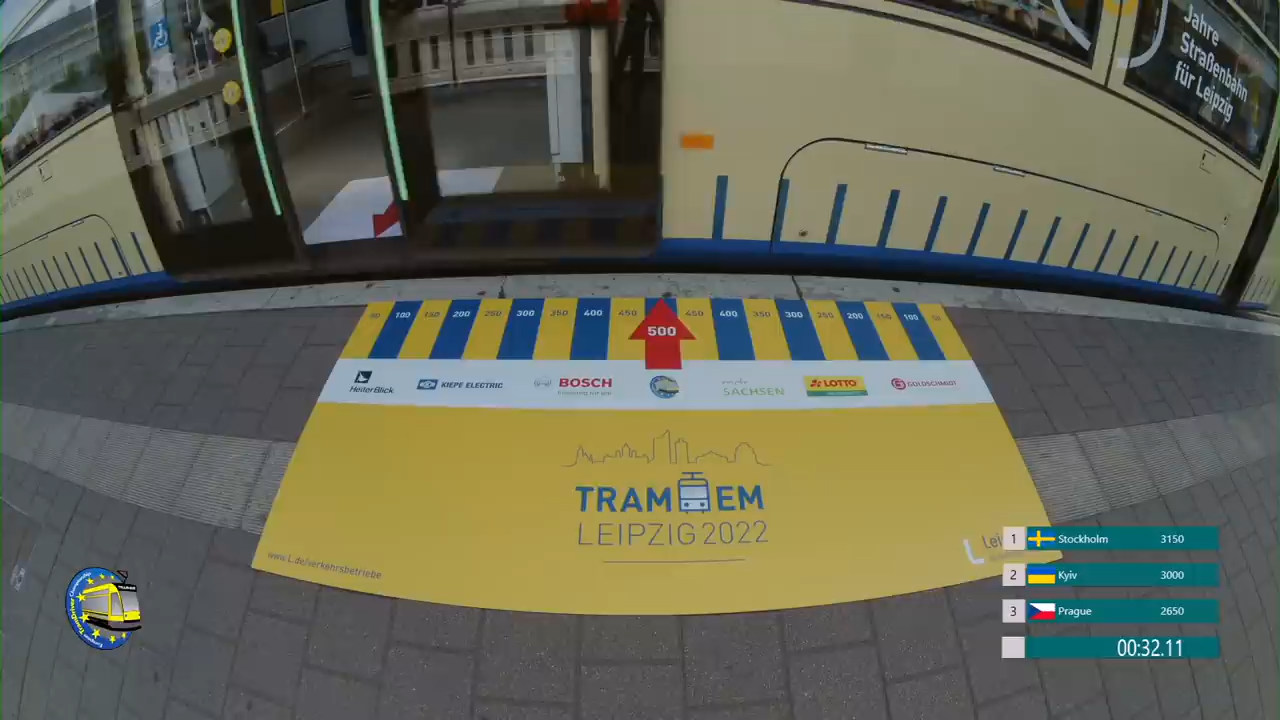 Jahre
Straßenbahn
für Leipzig
50 100 150 200 250 300 350 400 450 500 450 400 350 300 250 200 150 100 50
HeiterBlick
KIEPE ELECTRIC
BOSCH
SACHSEN
LOTTO
GOLDSCHMIDT
TRAM EM
LEIPZIG 2022
www.L.de/verkehrsbetriebe
L Lei
1 Stockholm 3150
2 Kyiv 3000
3 Prague 2650
00:32.11